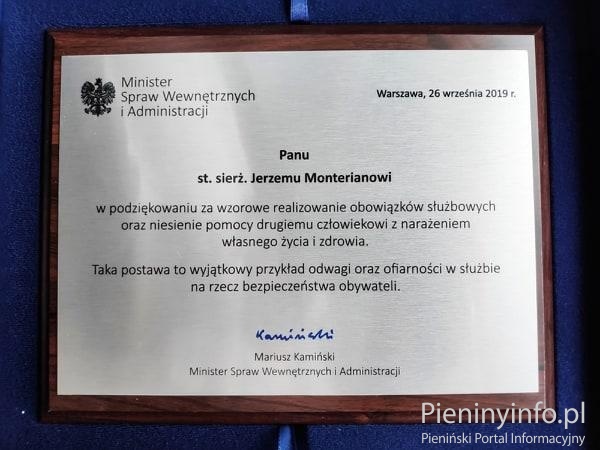 Minister
Spraw Wewnętrznych
i Administracji
Warszawa, 26 września 2019 r.
Panu
st. sierż. Jerzemu Monterianowi
w podziękowaniu za wzorowe realizowanie obowiązków służbowych
oraz niesienie pomocy drugiemu człowiekowi z narażeniem
własnego życia i zdrowia.
Taka postawa to wyjątkowy przykład odwagi oraz ofiarności w służbie
na rzecz bezpieczeństwa obywateli.
Kamiński
Mariusz Kamiński
Minister Spraw Wewnętrznych i Administracji
Pieninyinfo.pl
Pieniński Portal Informacyjny